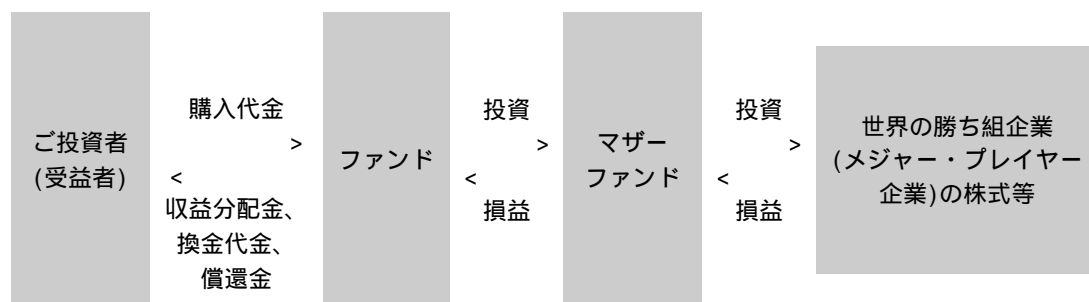 ご投資者
(受益者)
購入代金
>
<
収益分配金、
換金代金、
償還金
ファンド
投資
>
<
損益
マザー
ファンド
投資
>
<
損益
世界の勝ち組企業
(メジャー・プレイヤー
企業)の株式等